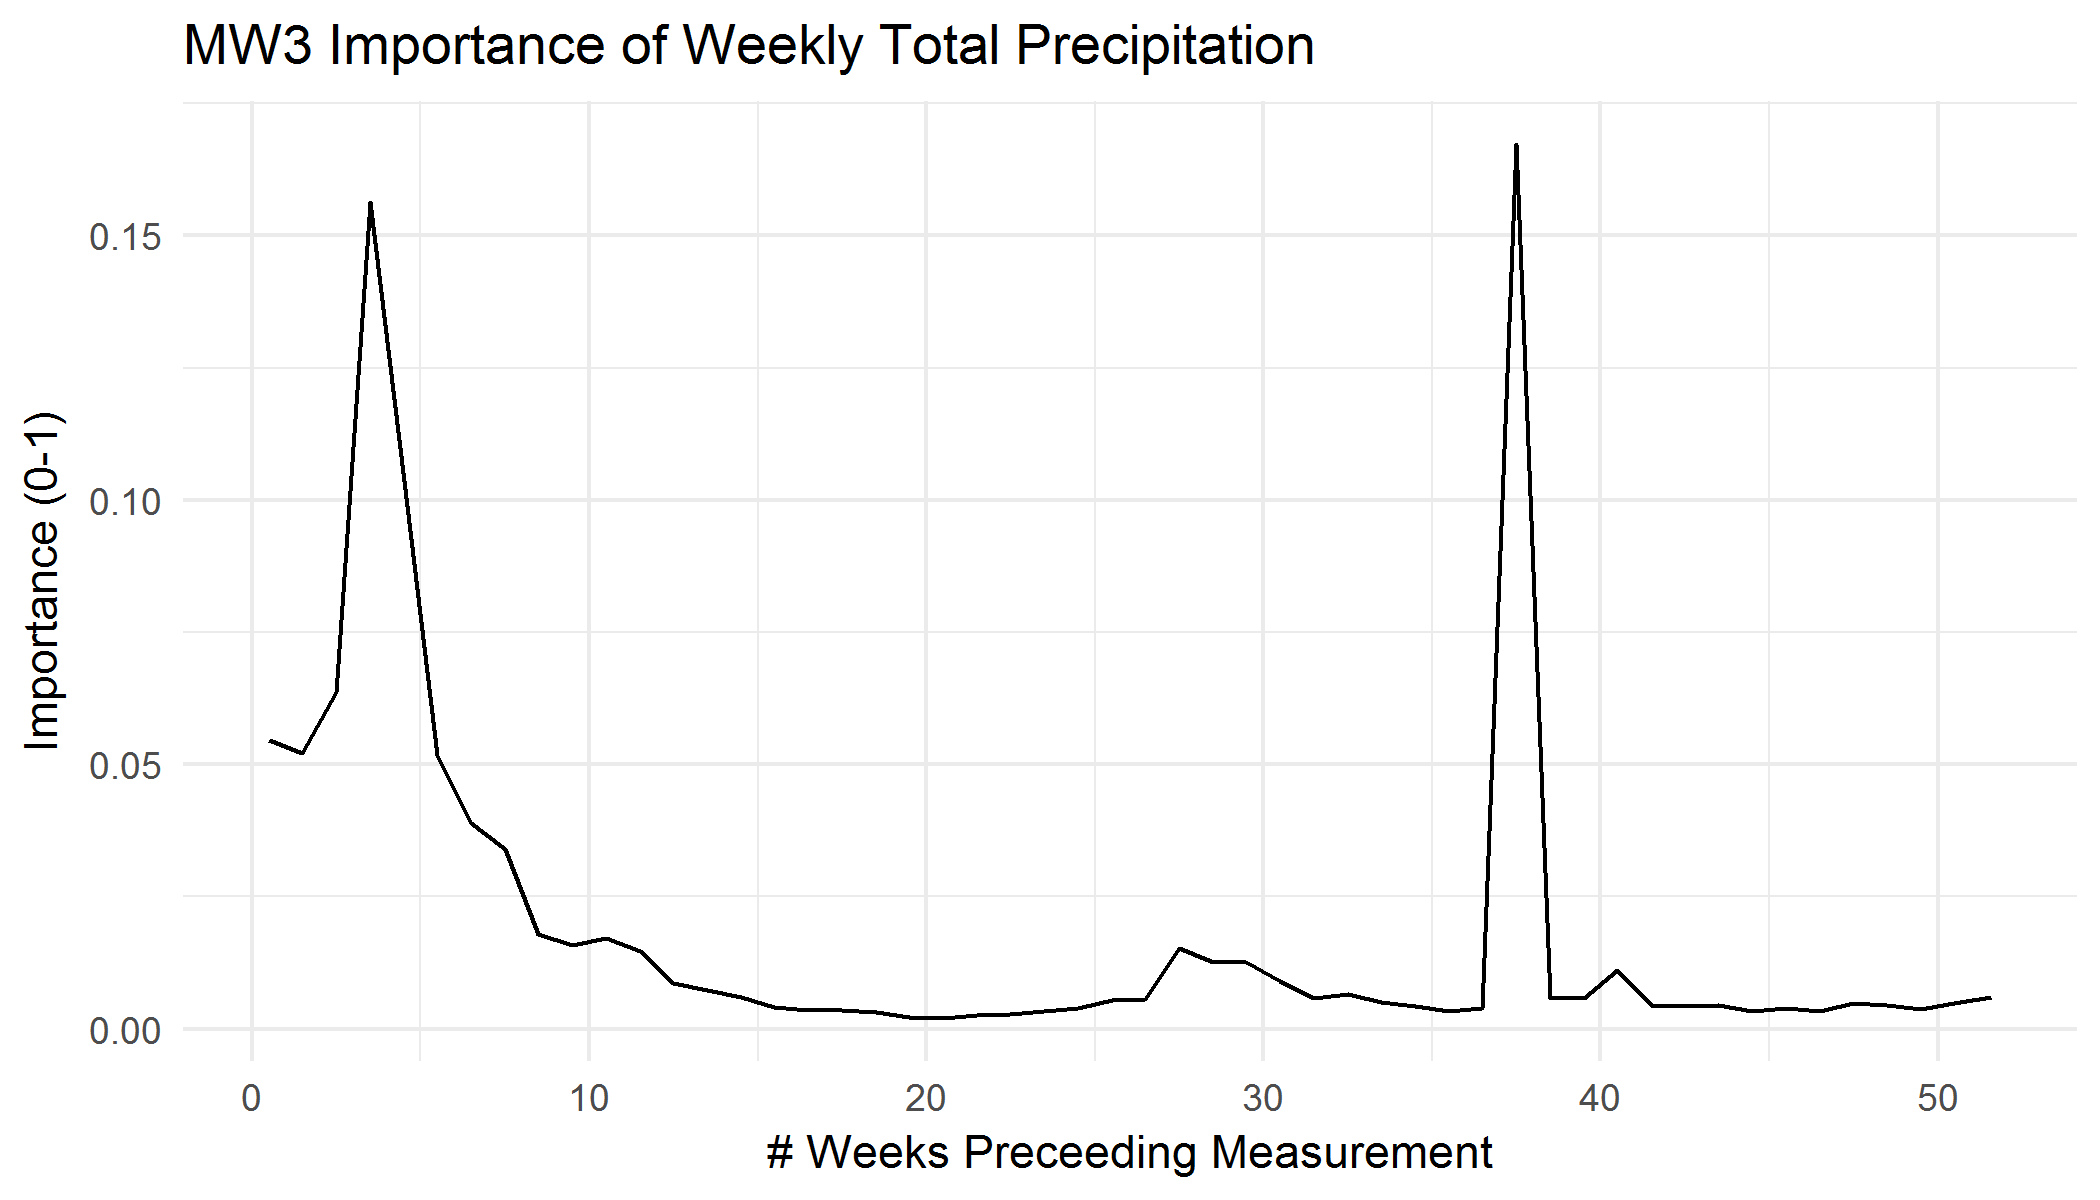 MW3 Importance of Weekly Total Precipitation
Importance (0-1)
0.15
0.10
0.05
0.00
0 10 20 30 40 50
# Weeks Preceeding Measurement